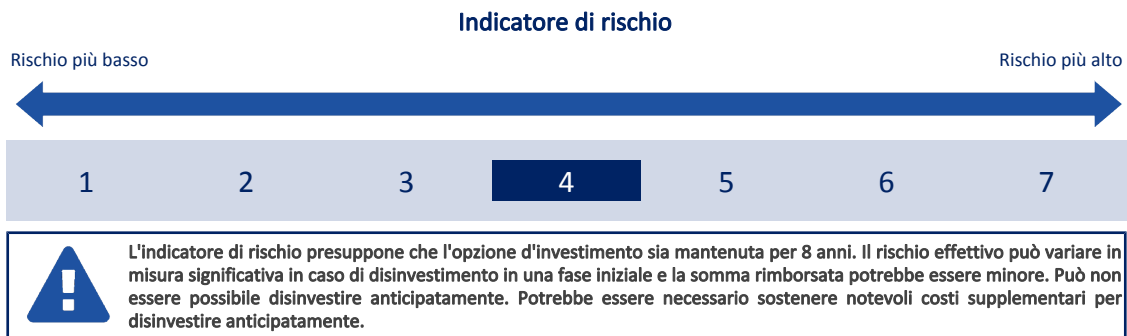 Indicatore di rischio
Rischio più basso
Rischio più alto
1 2 3 4 5 6 7
L'indicatore di rischio presuppone che l'opzione d'investimento sia mantenuta per 8 anni. Il rischio effettivo può variare in
misura significativa in caso di disinvestimento in una fase iniziale e la somma rimborsata potrebbe essere minore. Può non
essere possibile disinvestire anticipatamente. Potrebbe essere necessario sostenere notevoli costi supplementari per
disinvestire anticipatamente.